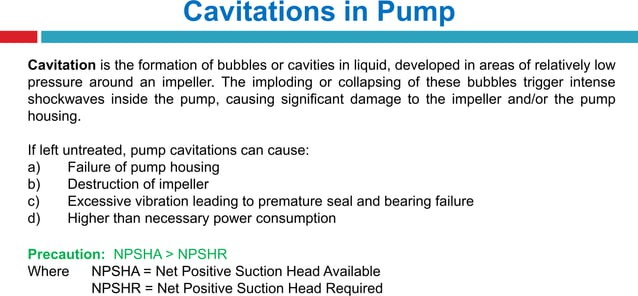 Cavitations in Pump
Cavitation is the formation of bubbles or cavities in liquid, developed in areas of relatively low
pressure around an impeller. The imploding or collapsing of these bubbles trigger intense
shockwaves inside the pump, causing significant damage to the impeller and/or the pump
housing.
If left untreated, pump cavitations can cause:
a) Failure of pump housing
b) Destruction of impeller
c) Excessive vibration leading to premature seal and bearing failure
d) Higher than necessary power consumption
Precaution: NPSHA > NPSHR
Where NPSHA = Net Positive Suction Head Available
NPSHR = Net Positive Suction Head Required